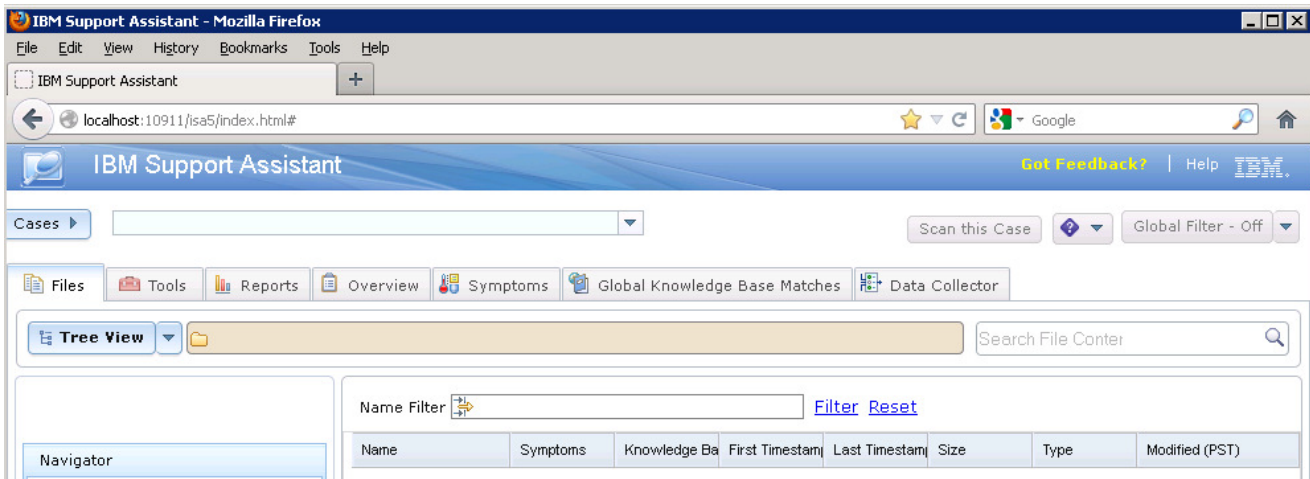 IBM Support Assistant - Mozilla Firefox
File Edit View History Bookmarks Tools Help
IBM Support Assistant +
localhost:10911/isa5/index.html# Google
IBM Support Assistant Got Feedback? | Help IBM.
Cases Scan this Case Global Filter - Off
Files Tools Reports Overview Symptoms Global Knowledge Base Matches Data Collector
Tree View Search File Conter
Name Filter Filter Reset
Navigator
Name Symptoms Knowledge Ba First Timestam Last Timestam Size Type Modified (PST)